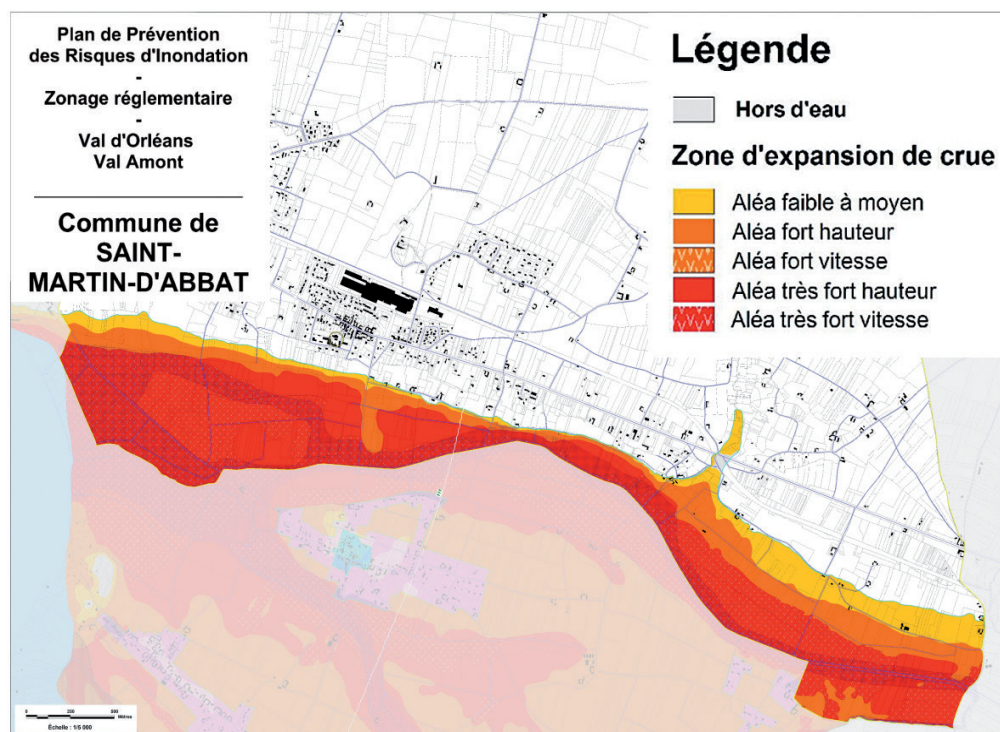 Plan de Prévention
des Risques d'Inondation
-
Zonage réglementaire
-
Val d'Orléans
Val Amont
Commune de
SAINT-
MARTIN-D'ABBAT
Légende
Hors d'eau
Zone d'expansion de crue
Aléa faible à moyen
Aléa fort hauteur
Aléa fort vitesse
Aléa très fort hauteur
Aléa très fort vitesse
Mètres
Échelle : 1/5 000